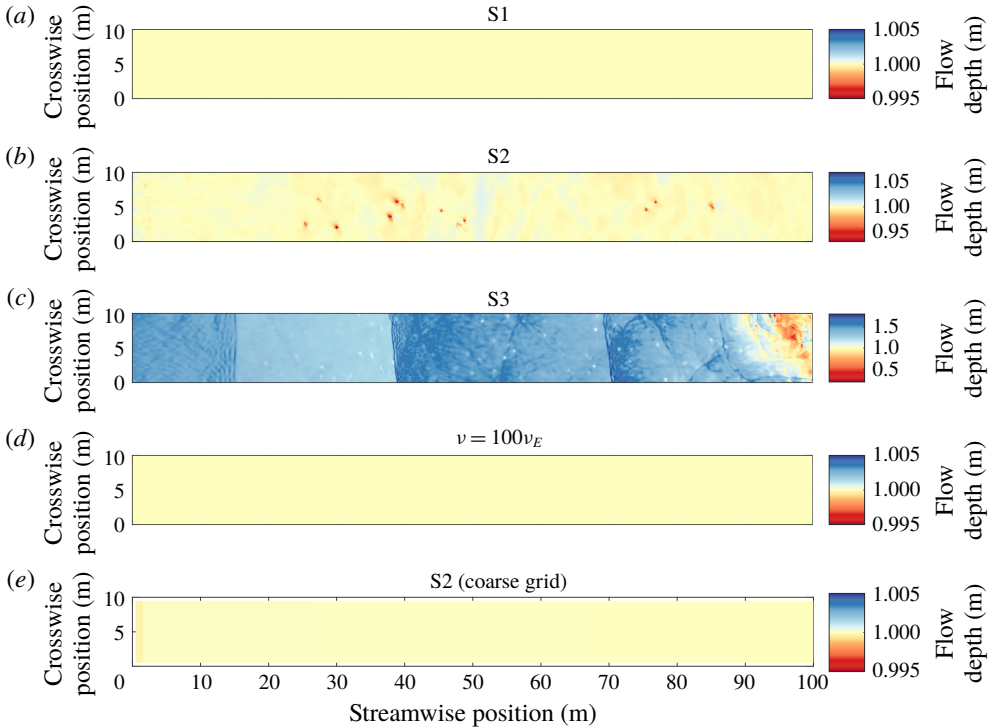 (a) S1
Crosswise
position (m)
10
5
0
1.005
1.000
0.995
Flow
depth (m)
(b) S2
Crosswise
position (m)
10
5
0
1.05
1.00
0.95
Flow
depth (m)
(c) S3
Crosswise
position (m)
10
5
0
1.5
1.0
0.5
Flow
depth (m)
(d) ν = 100ν_E
Crosswise
position (m)
10
5
0
1.005
1.000
0.995
Flow
depth (m)
(e) S2 (coarse grid)
Crosswise
position (m)
10
5
1.005
1.000
0.995
Flow
depth (m)
0 10 20 30 40 50 60 70 80 90 100
Streamwise position (m)